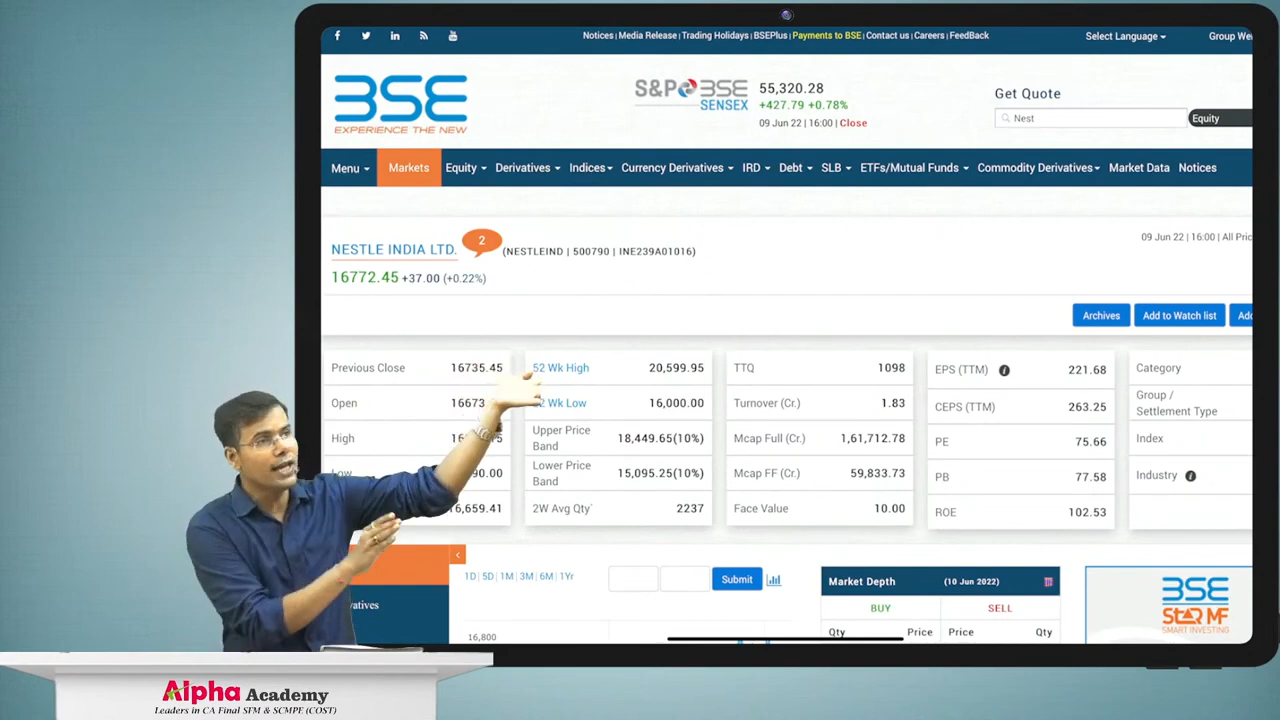 Notices | Media Release | Trading Holidays | BSEPlus | Payments to BSE | Contact us | Careers | FeedBack
Select Language
Group
BSE
EXPERIENCE THE NEW
S&P BSE
SENSEX
55,320.28
+427.79 +0.78%
09 Jun 22 | 16:00 | Close
Get Quote
Nest
Equity
Menu Markets Equity Derivatives Indices Currency Derivatives IRD Debt SLB ETFs/Mutual Funds Commodity Derivatives Market Data Notices
NESTLE INDIA LTD.
2
(NESTLEIND | 500790 | INE239A01016)
09 Jun 22 | 16:00 | All
16772.45 +37.00 (+0.22%)
Archives
Add to Watch list
Previous Close 16735.45
Open 16673
High
Low
6,659.41
52 Wk High 20,599.95
Wk Low 16,000.00
Upper Price
Band 18,449.65(10%)
Lower Price
Band 15,095.25(10%)
2W Avg Qty 2237
TTQ 1098
Turnover (Cr.) 1.83
Mcap Full (Cr.) 1,61,712.78
Mcap FF (Cr.) 59,833.73
Face Value 10.00
EPS (TTM) 221.68
CEPS (TTM) 263.25
PE 75.66
PB 77.58
ROE 102.53
Category
Group /
Settlement Type
Index
Industry
vatives
1D | 5D | 1M | 3M | 6M | 1Yr
Submit
16,800
Market Depth (10 Jun 2022)
BUY SELL
Qty Price Price Qty
BSE
STAR MF
SMART INVESTING
Alpha Academy
Leaders in CA Final SFM & SCMPE (COST)